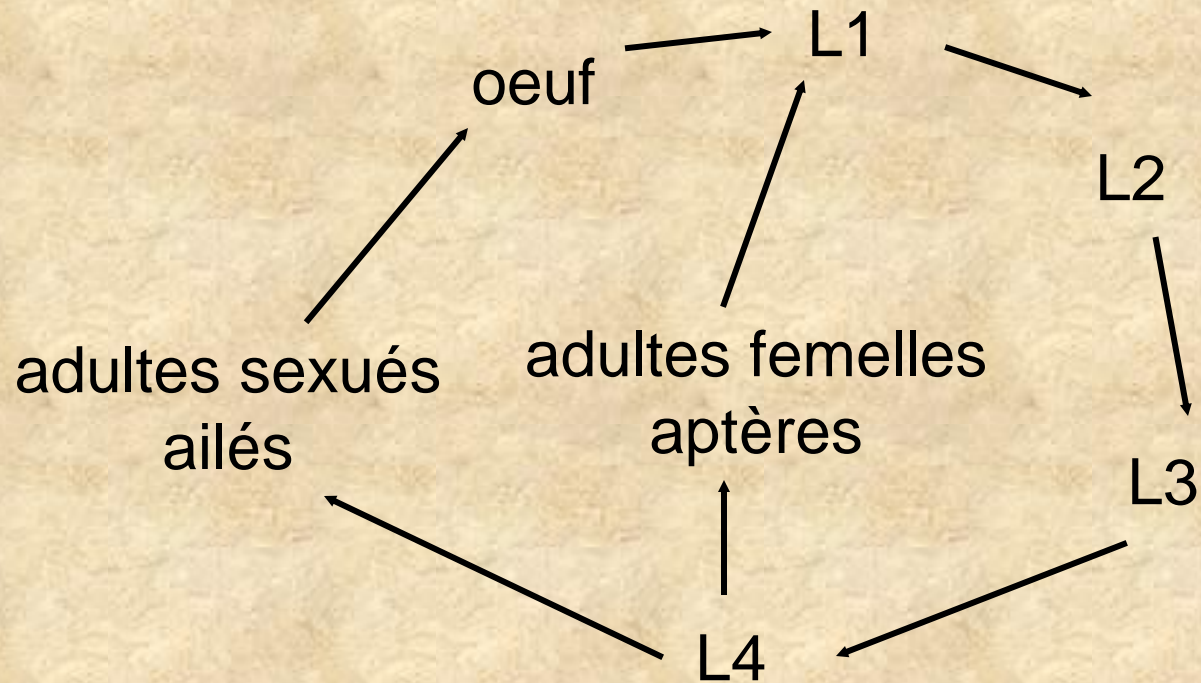 L1
oeuf
L2
adultes sexués
ailés
adultes femelles
aptères
L3
L4